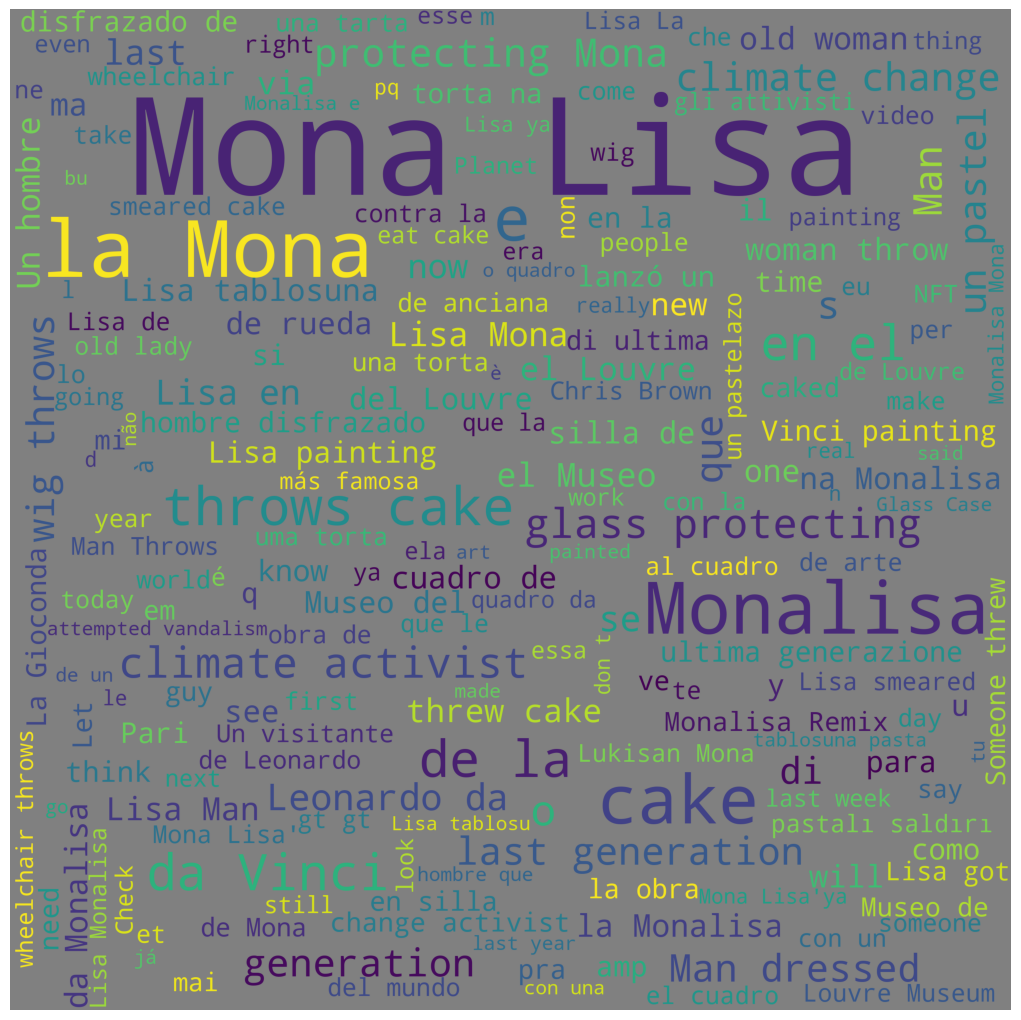 disfrazado de
una tarta
esse
m
Lisa La
even
last
right
protecting Mona
che
old woman
thing
wheelchair
via
climate change
ne
ma
Monalisa e
pq
torta na
come
gli attivisti
take
Mona Lisa
video
Lisa ya
wig
Planet
Un hombre
bu
Man
un pastel
smeared cake
contra la
e
non
en la
il
painting
la Mona
eat cake
era
people
woman throw
now
o quadro
lanzó un
time
eu
NFT
s
l
Lisa tablosuna
de anciana
really
new
Monalisa Mona
Lisa de
de rueda
Lisa Mona
di ultima
per
en el
old lady
si
una torta
è
el Louvre
un pastelazo
de Louvre
lo
going
Lisa en
del Louvre
Chris Brown
caked
make
wig throws
mi
não
hombre disfrazado
que la
silla de
que
Vinci painting
d
à
Lisa painting
real
said
más famosa
el Museo
one
na Monalisa
throws cake
work
con la
h
Glass Case
year
glass protecting
Man Throws
uma torta
ela
art
painted
La Gioconda
world
é
know
ya
cuadro de
al cuadro
de arte
today
em
q
Museo del
quadro da
Monalisa
attempted vandalism
obra de
que le
se
climate activist
essa
don t
ultima generazione
Someone threw
de un
le
guy
first
made
ve
te
y
Lisa smeared
Let
see
threw cake
Monalisa Remix
day
u
Pari
Un visitante
de Leonardo
Lukisan Mona
tablosuna pasta
tu
wheelchair throws
think
next
de la
di
para
go
Lisa Man
Leonardo da
o
cake
last week
say
da Monalisa
gt gt
Lisa tablosu
Mona Lisa'
pastalı saldırı
Lisa Monalisa
Check
da Vinci
look
last generation
como
hombre que
will
Lisa got
need
still
en silla
la obra
Mona Lisa'ya
Museo de
et
de Mona
change activist
la Monalisa
someone
já
last year
con un
generation
pra
amp
Man dressed
mai
del mundo
con una
el cuadro
Louvre Museum